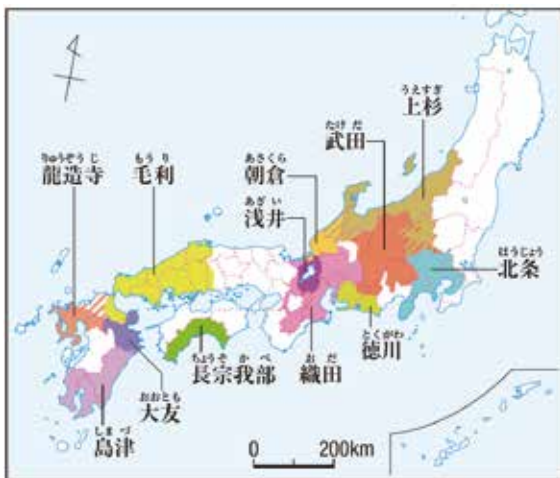 うえすぎ
上杉
たけだ
武田
あさくら
朝倉
あざい
浅井
もうり
毛利
りゅうぞうじ
龍造寺
ほうじょう
北条
とくがわ
徳川
おだ
織田
ちょうそかべ
長宗我部
おおとも
大友
しまづ
島津
0 200km